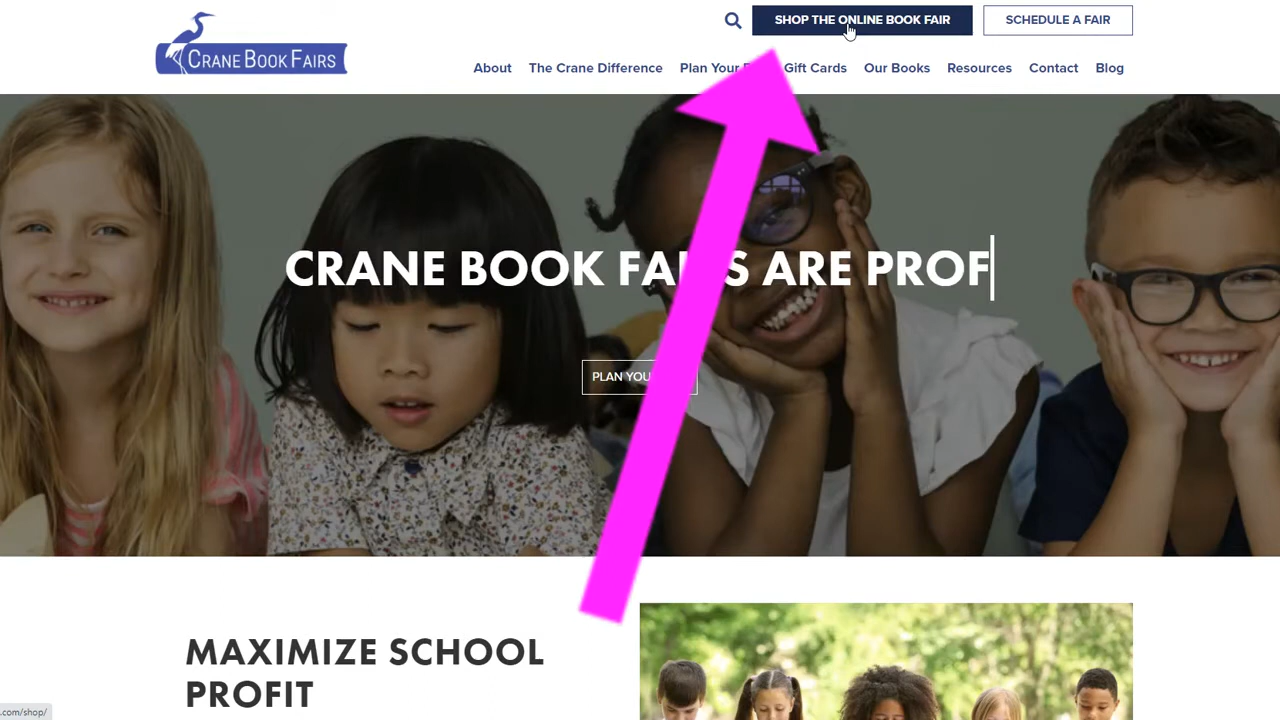 CRANE BOOK FAIRS
SHOP THE ONLINE BOOK FAIR
SCHEDULE A FAIR
About
The Crane Difference
Plan Your
Gift Cards
Our Books
Resources
Contact
Blog
CRANE BOOK FAIRS ARE PROF
PLAN YOU
MAXIMIZE SCHOOL
PROFIT
.com/shop/